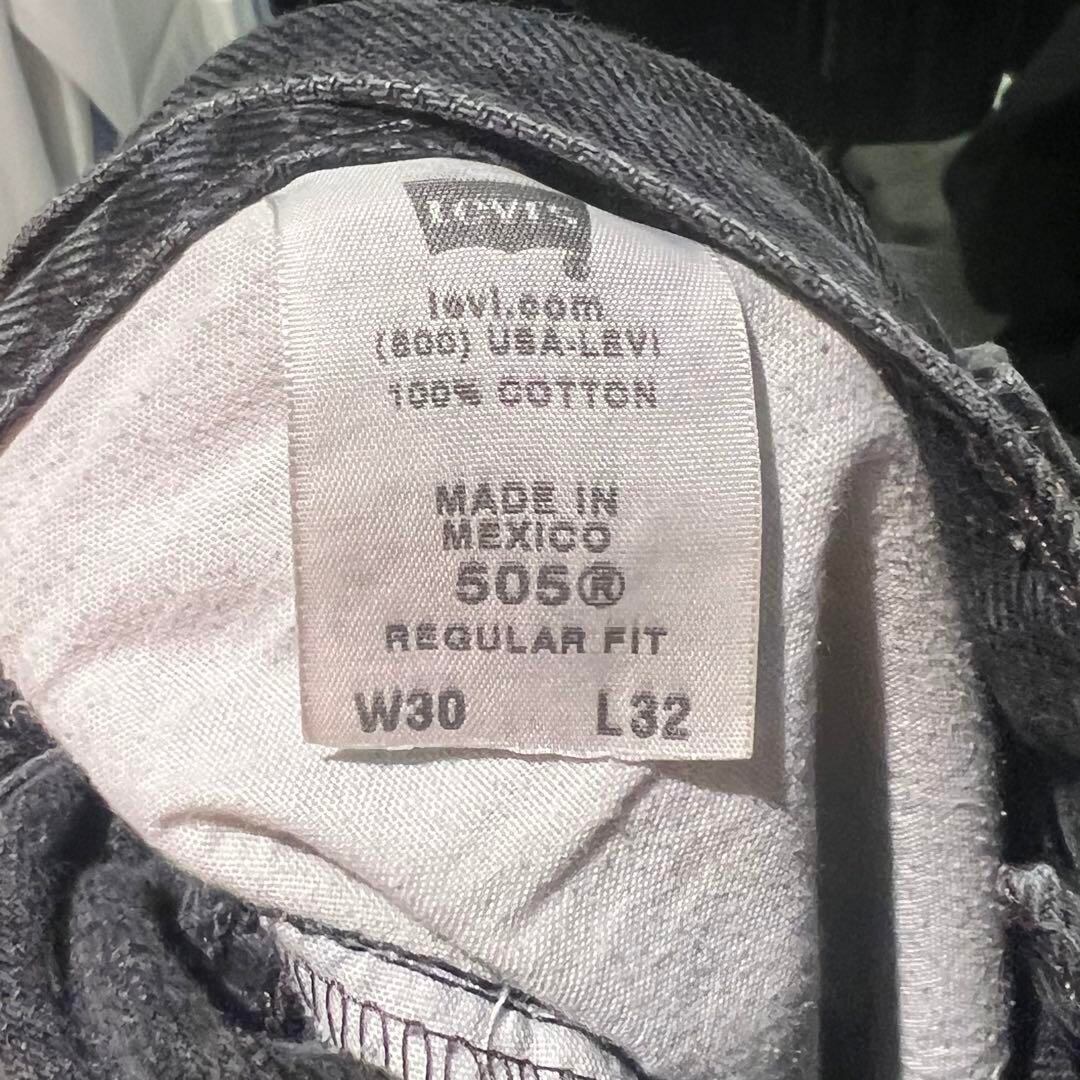 LEVI'S
levi.com
(800) USA-LEVI
100% COTTON
MADE IN
MEXICO
505®
REGULAR FIT
W30 L32